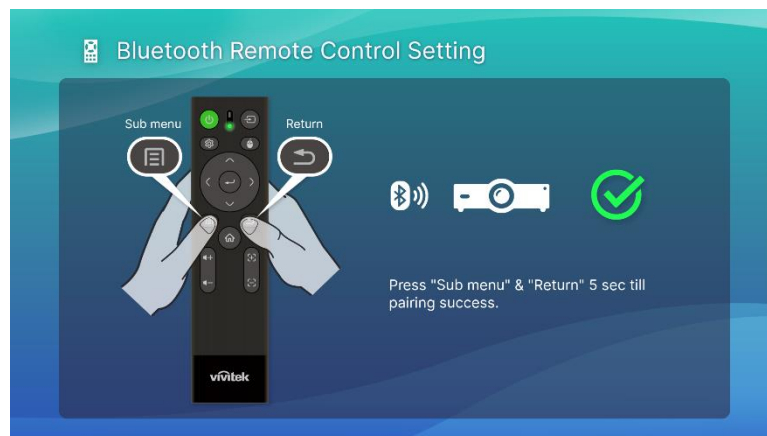 Bluetooth Remote Control Setting
Sub menu
Return
Press "Sub menu" & "Return" 5 sec till
pairing success.
vivitek